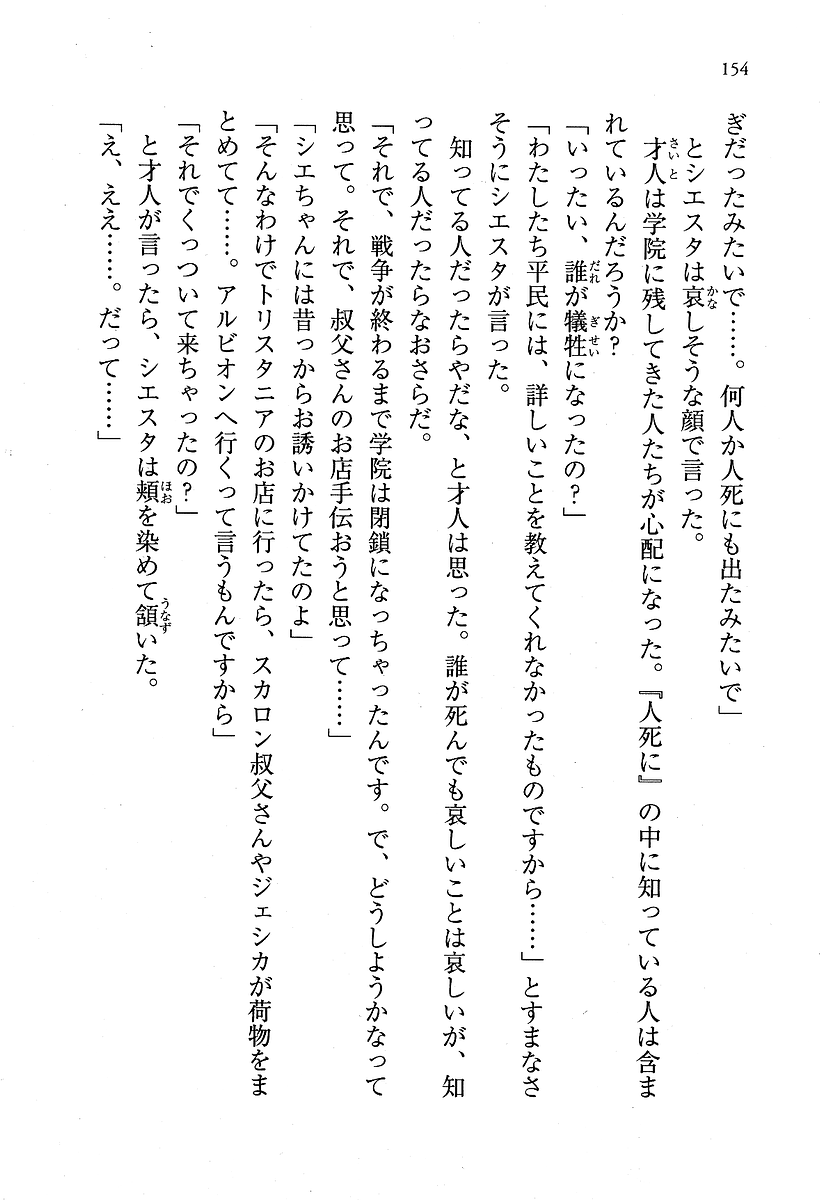 154
ぎだったみたいで……。何人か人死にも出たみたいで」
　とシエスタは哀しそうな顔で言った。
　才人は学院に残してきた人たちが心配になった。『人死に』の中に知っている人は含ま
れているんだろうか?
「いったい、誰が犠牲になったの?」
「わたしたち平民には、詳しいことを教えてくれなかったものですから……」とすまなさ
そうにシエスタが言った。
　知ってる人だったらやだな、と才人は思った。誰が死んでも哀しいことは哀しいが、知
ってる人だったらなおさらだ。
「それで、戦争が終わるまで学院は閉鎖になっちゃったんです。で、どうしようかなって
思って。それで、叔父さんのお店手伝おうと思って……」
「シエちゃんには昔っからお誘いかけてたのよ」
「そんなわけでトリスタニアのお店に行ったら、スカロン叔父さんやジェシカが荷物をま
とめてて……。アルビオンへ行くって言うもんですから」
「それでくっついて来ちゃったの?」
　と才人が言ったら、シエスタは頬を染めて頷いた。
「え、ええ……。だって……」